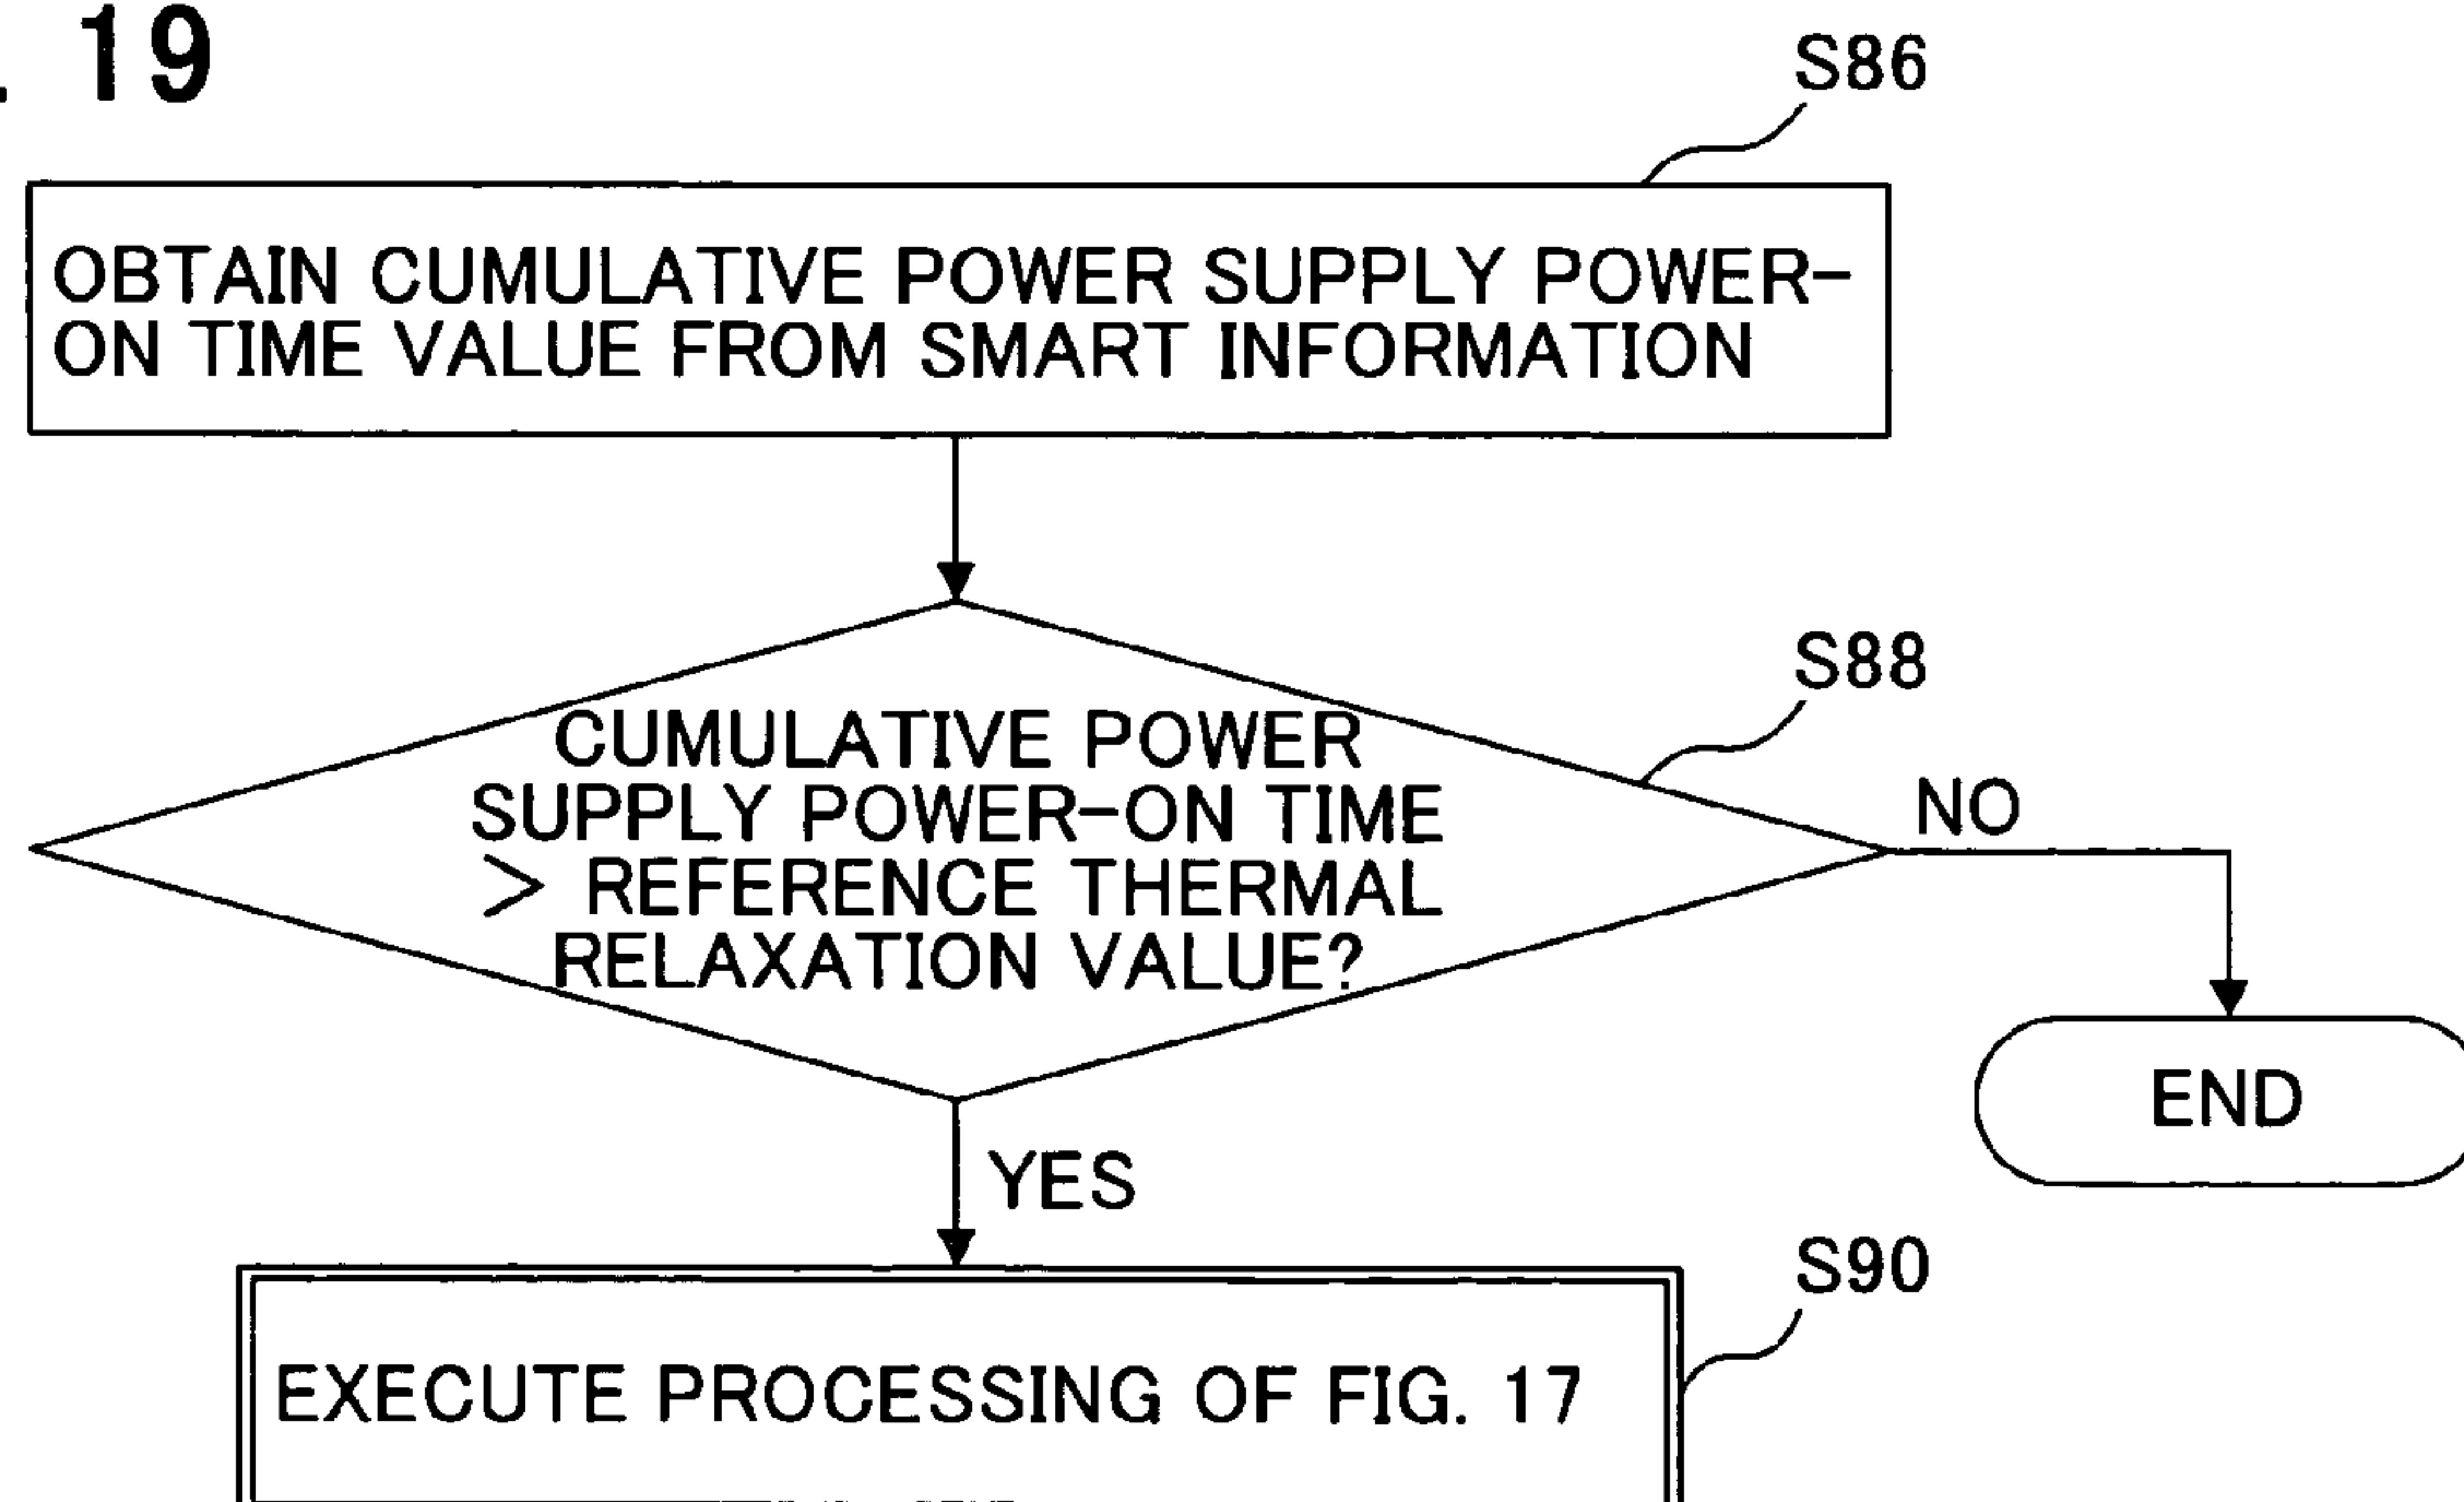 . 19
S86
OBTAIN CUMULATIVE POWER SUPPLY POWER-
ON TIME VALUE FROM SMART INFORMATION
S88
CUMULATIVE POWER
SUPPLY POWER-ON TIME
> REFERENCE THERMAL
RELAXATION VALUE?
NO
END
YES
S90
EXECUTE PROCESSING OF FIG. 17